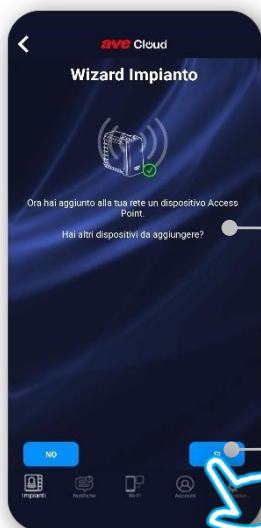 ave Cloud
Wizard Impianto
Ora hai aggiunto alla tua rete un dispositivo Access
Point.
Hai altri dispositivi da aggiungere?
NO
SI
Impianti
Notifiche
Wi-Fi
Account